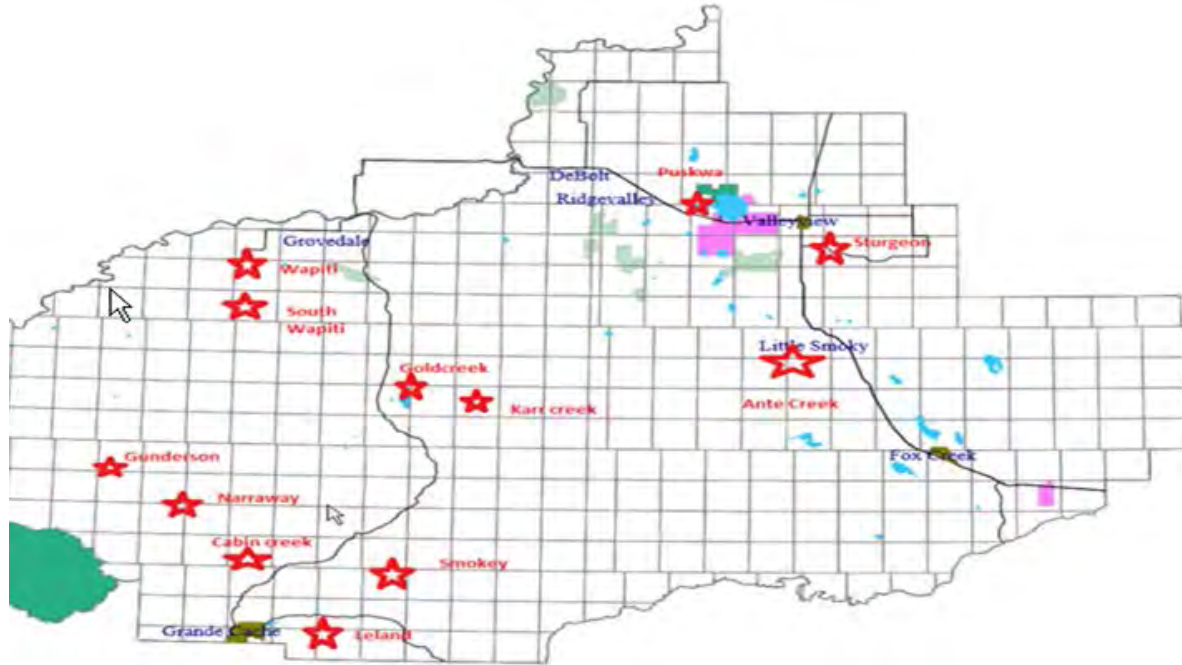 DeBolt
Puskwa
Ridgevalley
Valleyview
Sturgeon
Grovedale
Wapiti
South
Wapiti
Little Smoky
Goldcreek
Karr creek
Ante Creek
Gunderson
Fox Creek
Narraway
Cabin creek
Smokey
Grande Cache
Leland